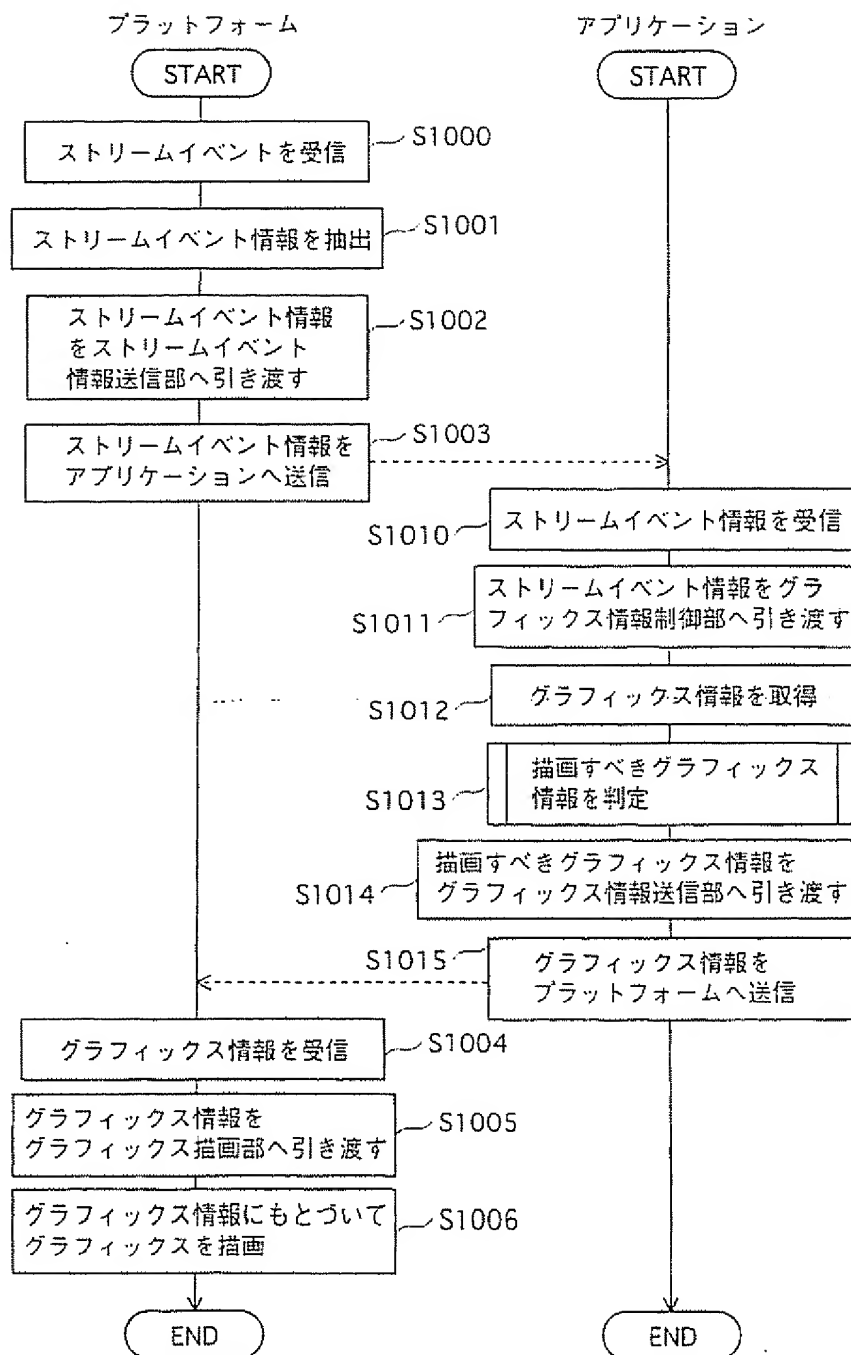 プラットフォーム
START
ストリームイベントを受信
S1000
ストリームイベント情報を抽出
S1001
ストリームイベント情報
をストリームイベント
情報送信部へ引き渡す
S1002
ストリームイベント情報を
アプリケーションへ送信
S1003
グラフィックス情報を受信
S1004
グラフィックス情報を
グラフィックス描画部へ引き渡す
S1005
グラフィックス情報にもとづいて
グラフィックスを描画
S1006
END
アプリケーション
START
S1010
ストリームイベント情報を受信
S1011
ストリームイベント情報をグラ
フィックス情報制御部へ引き渡す
S1012
グラフィックス情報を取得
S1013
描画すべきグラフィックス
情報を判定
S1014
描画すべきグラフィックス情報を
グラフィックス情報送信部へ引き渡す
S1015
グラフィックス情報を
プラットフォームへ送信
END